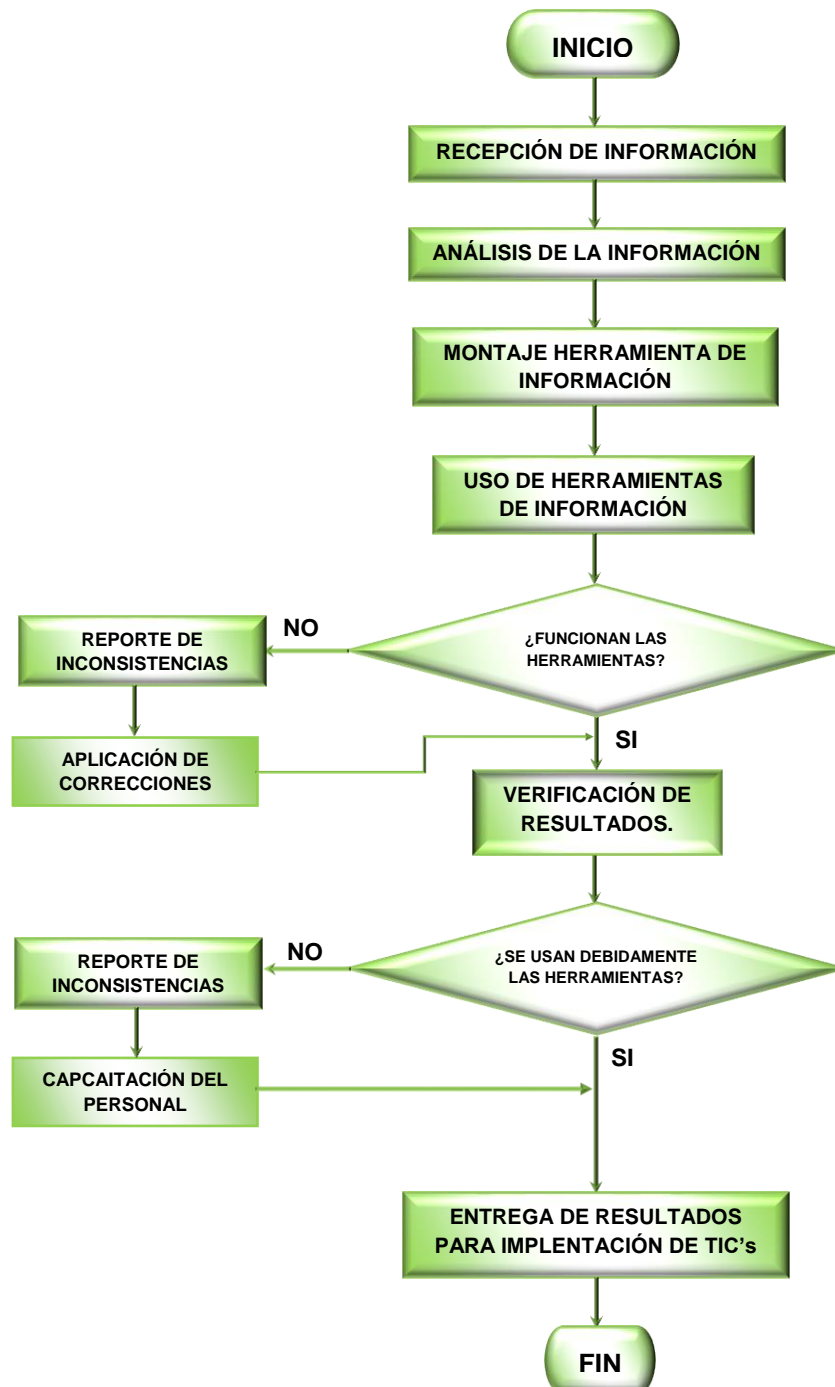 INICIO
RECEPCIÓN DE INFORMACIÓN
ANÁLISIS DE LA INFORMACIÓN
MONTAJE HERRAMIENTA DE
INFORMACIÓN
USO DE HERRAMIENTAS
DE INFORMACIÓN
¿FUNCIONAN LAS
HERRAMIENTAS?
NO
REPORTE DE
INCONSISTENCIAS
APLICACIÓN DE
CORRECCIONES
SI
VERIFICACIÓN DE
RESULTADOS.
¿SE USAN DEBIDAMENTE
LAS HERRAMIENTAS?
NO
REPORTE DE
INCONSISTENCIAS
CAPCAITACIÓN DEL
PERSONAL
SI
ENTREGA DE RESULTADOS
PARA IMPLENTACIÓN DE TIC’s
FIN